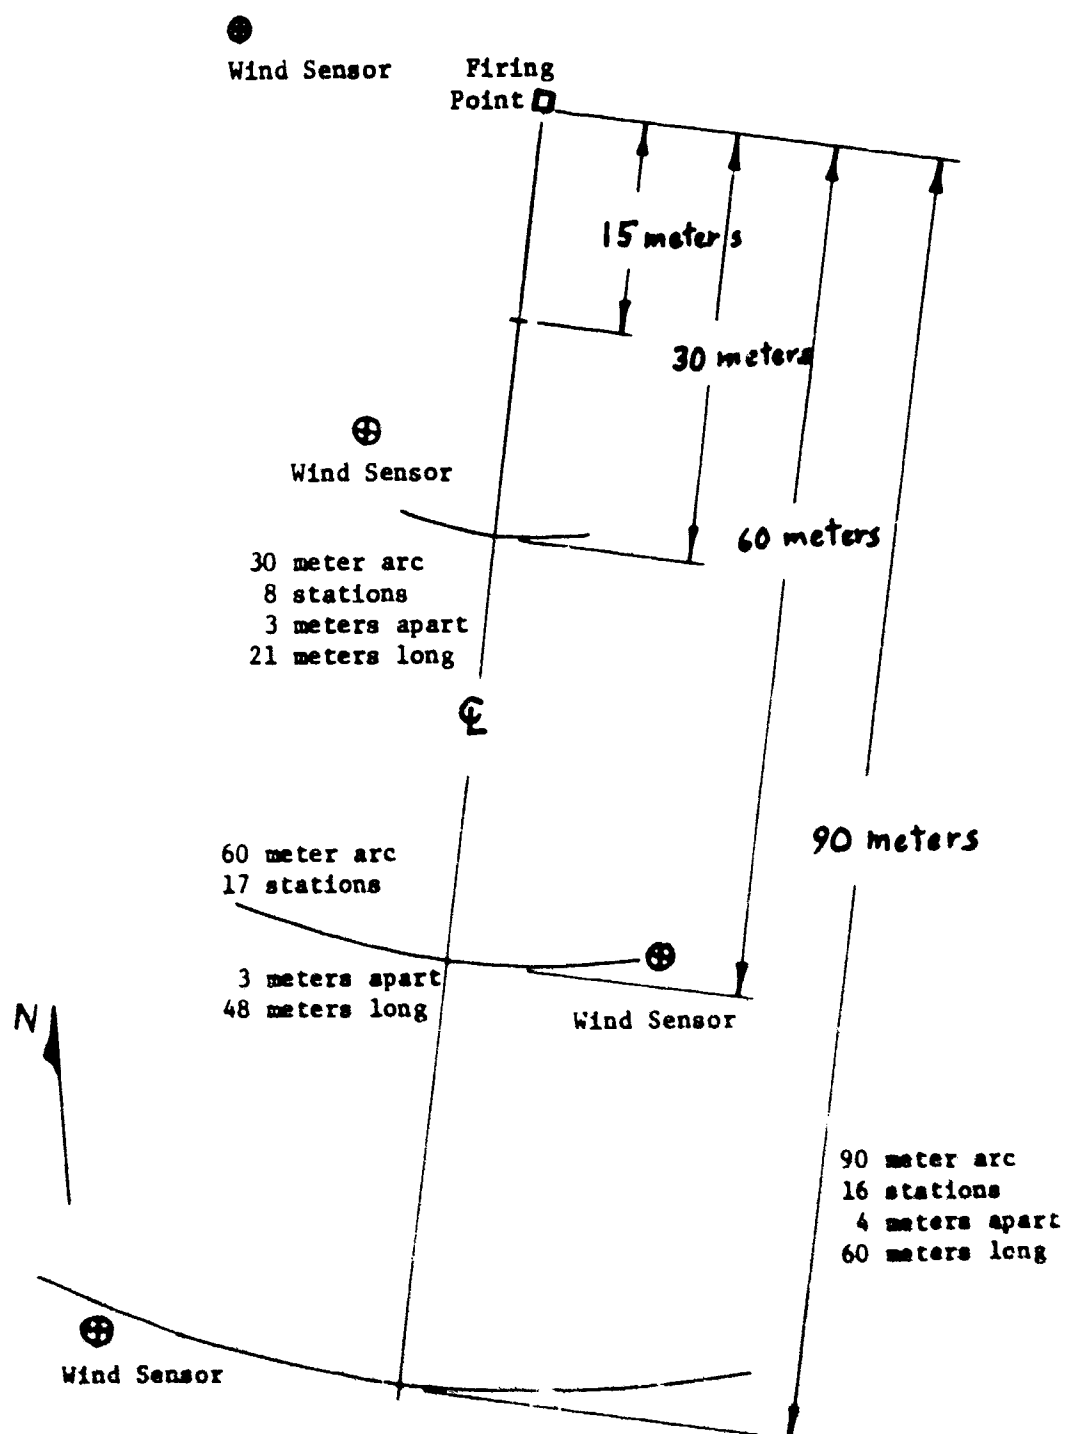 Wind Sensor
Firing
Point
15 meters
30 meters
Wind Sensor
60 meters
30 meter arc
8 stations
3 meters apart
21 meters long
℄
90 meters
60 meter arc
17 stations
3 meters apart
48 meters long
N
Wind Sensor
90 meter arc
16 stations
4 meters apart
60 meters long
Wind Sensor